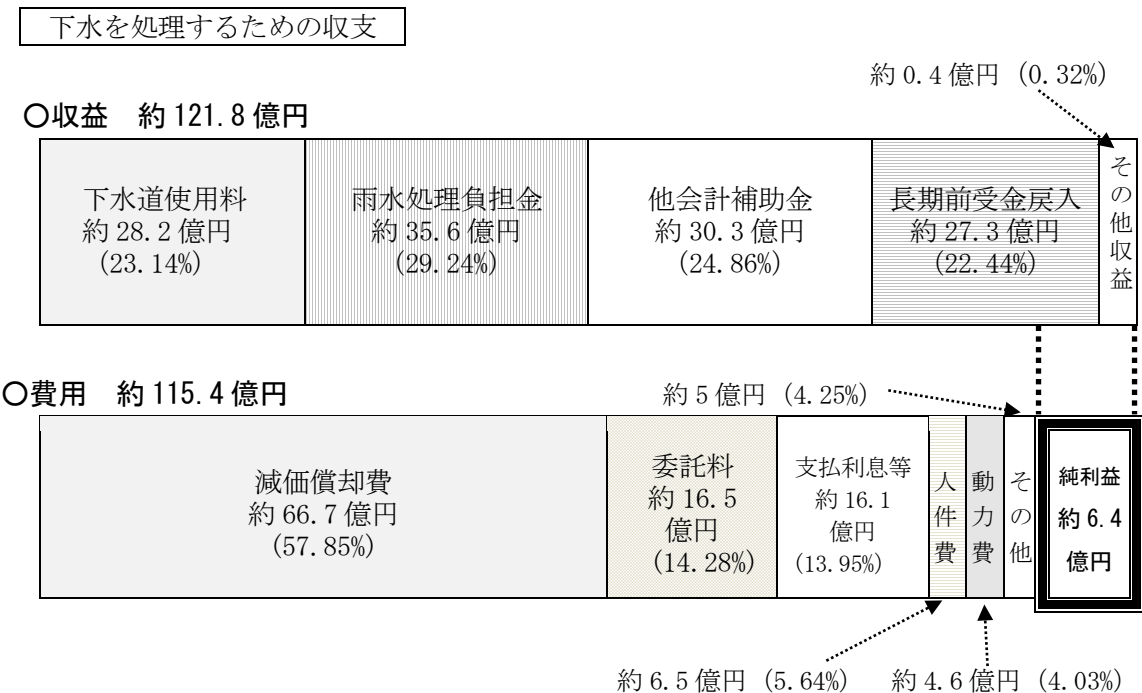 下水を処理するための収支
約 0.4 億円 (0.32%)
○収益　約 121.8 億円
下水道使用料
約 28.2 億円
(23.14%)
雨水処理負担金
約 35.6 億円
(29.24%)
他会計補助金
約 30.3 億円
(24.86%)
長期前受金戻入
約 27.3 億円
(22.44%)
その他収益
○費用　約 115.4 億円
約 5 億円 (4.25%)
減価償却費
約 66.7 億円
(57.85%)
委託料
約 16.5
億円
(14.28%)
支払利息等
約 16.1
億円
(13.95%)
人件費
動力費
その他
純利益
約 6.4
億円
約 6.5 億円 (5.64%)
約 4.6 億円 (4.03%)